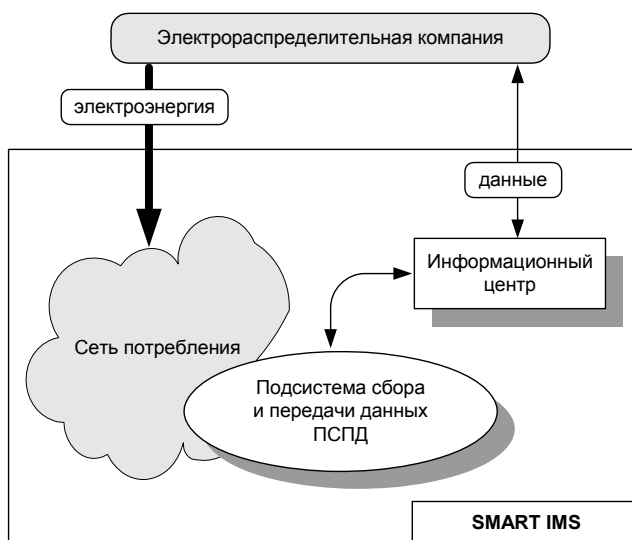 Электрораспределительная компания
электроэнергия
данные
Информационный
центр
Сеть потребления
Подсистема сбора
и передачи данных
ПСПД
SMART IMS